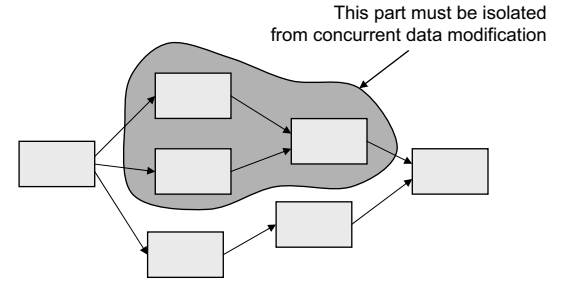 This part must be isolated
from concurrent data modification